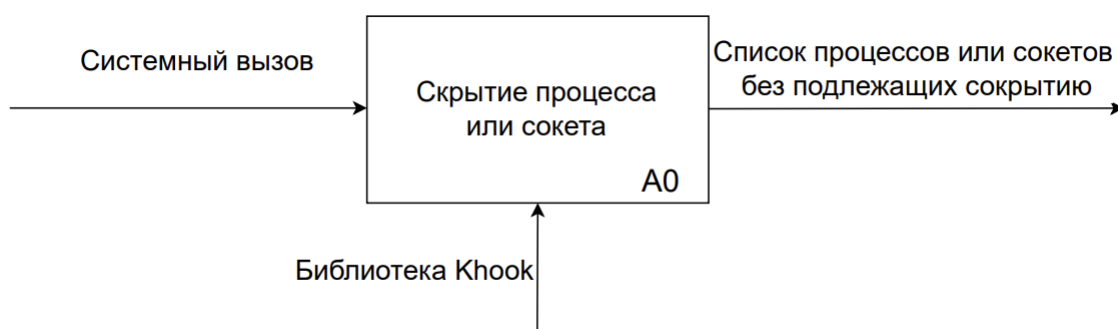 Системный вызов
Скрытие процесса
или сокета
A0
Список процессов или сокетов
без подлежащих сокрытию
Библиотека Khook